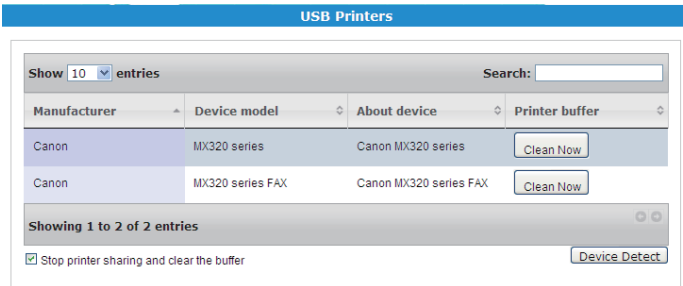 USB Printers
Show 10 entries Search:
Manufacturer Device model About device Printer buffer
Canon MX320 series Canon MX320 series Clean Now
Canon MX320 series FAX Canon MX320 series FAX Clean Now
Showing 1 to 2 of 2 entries
Stop printer sharing and clear the buffer Device Detect